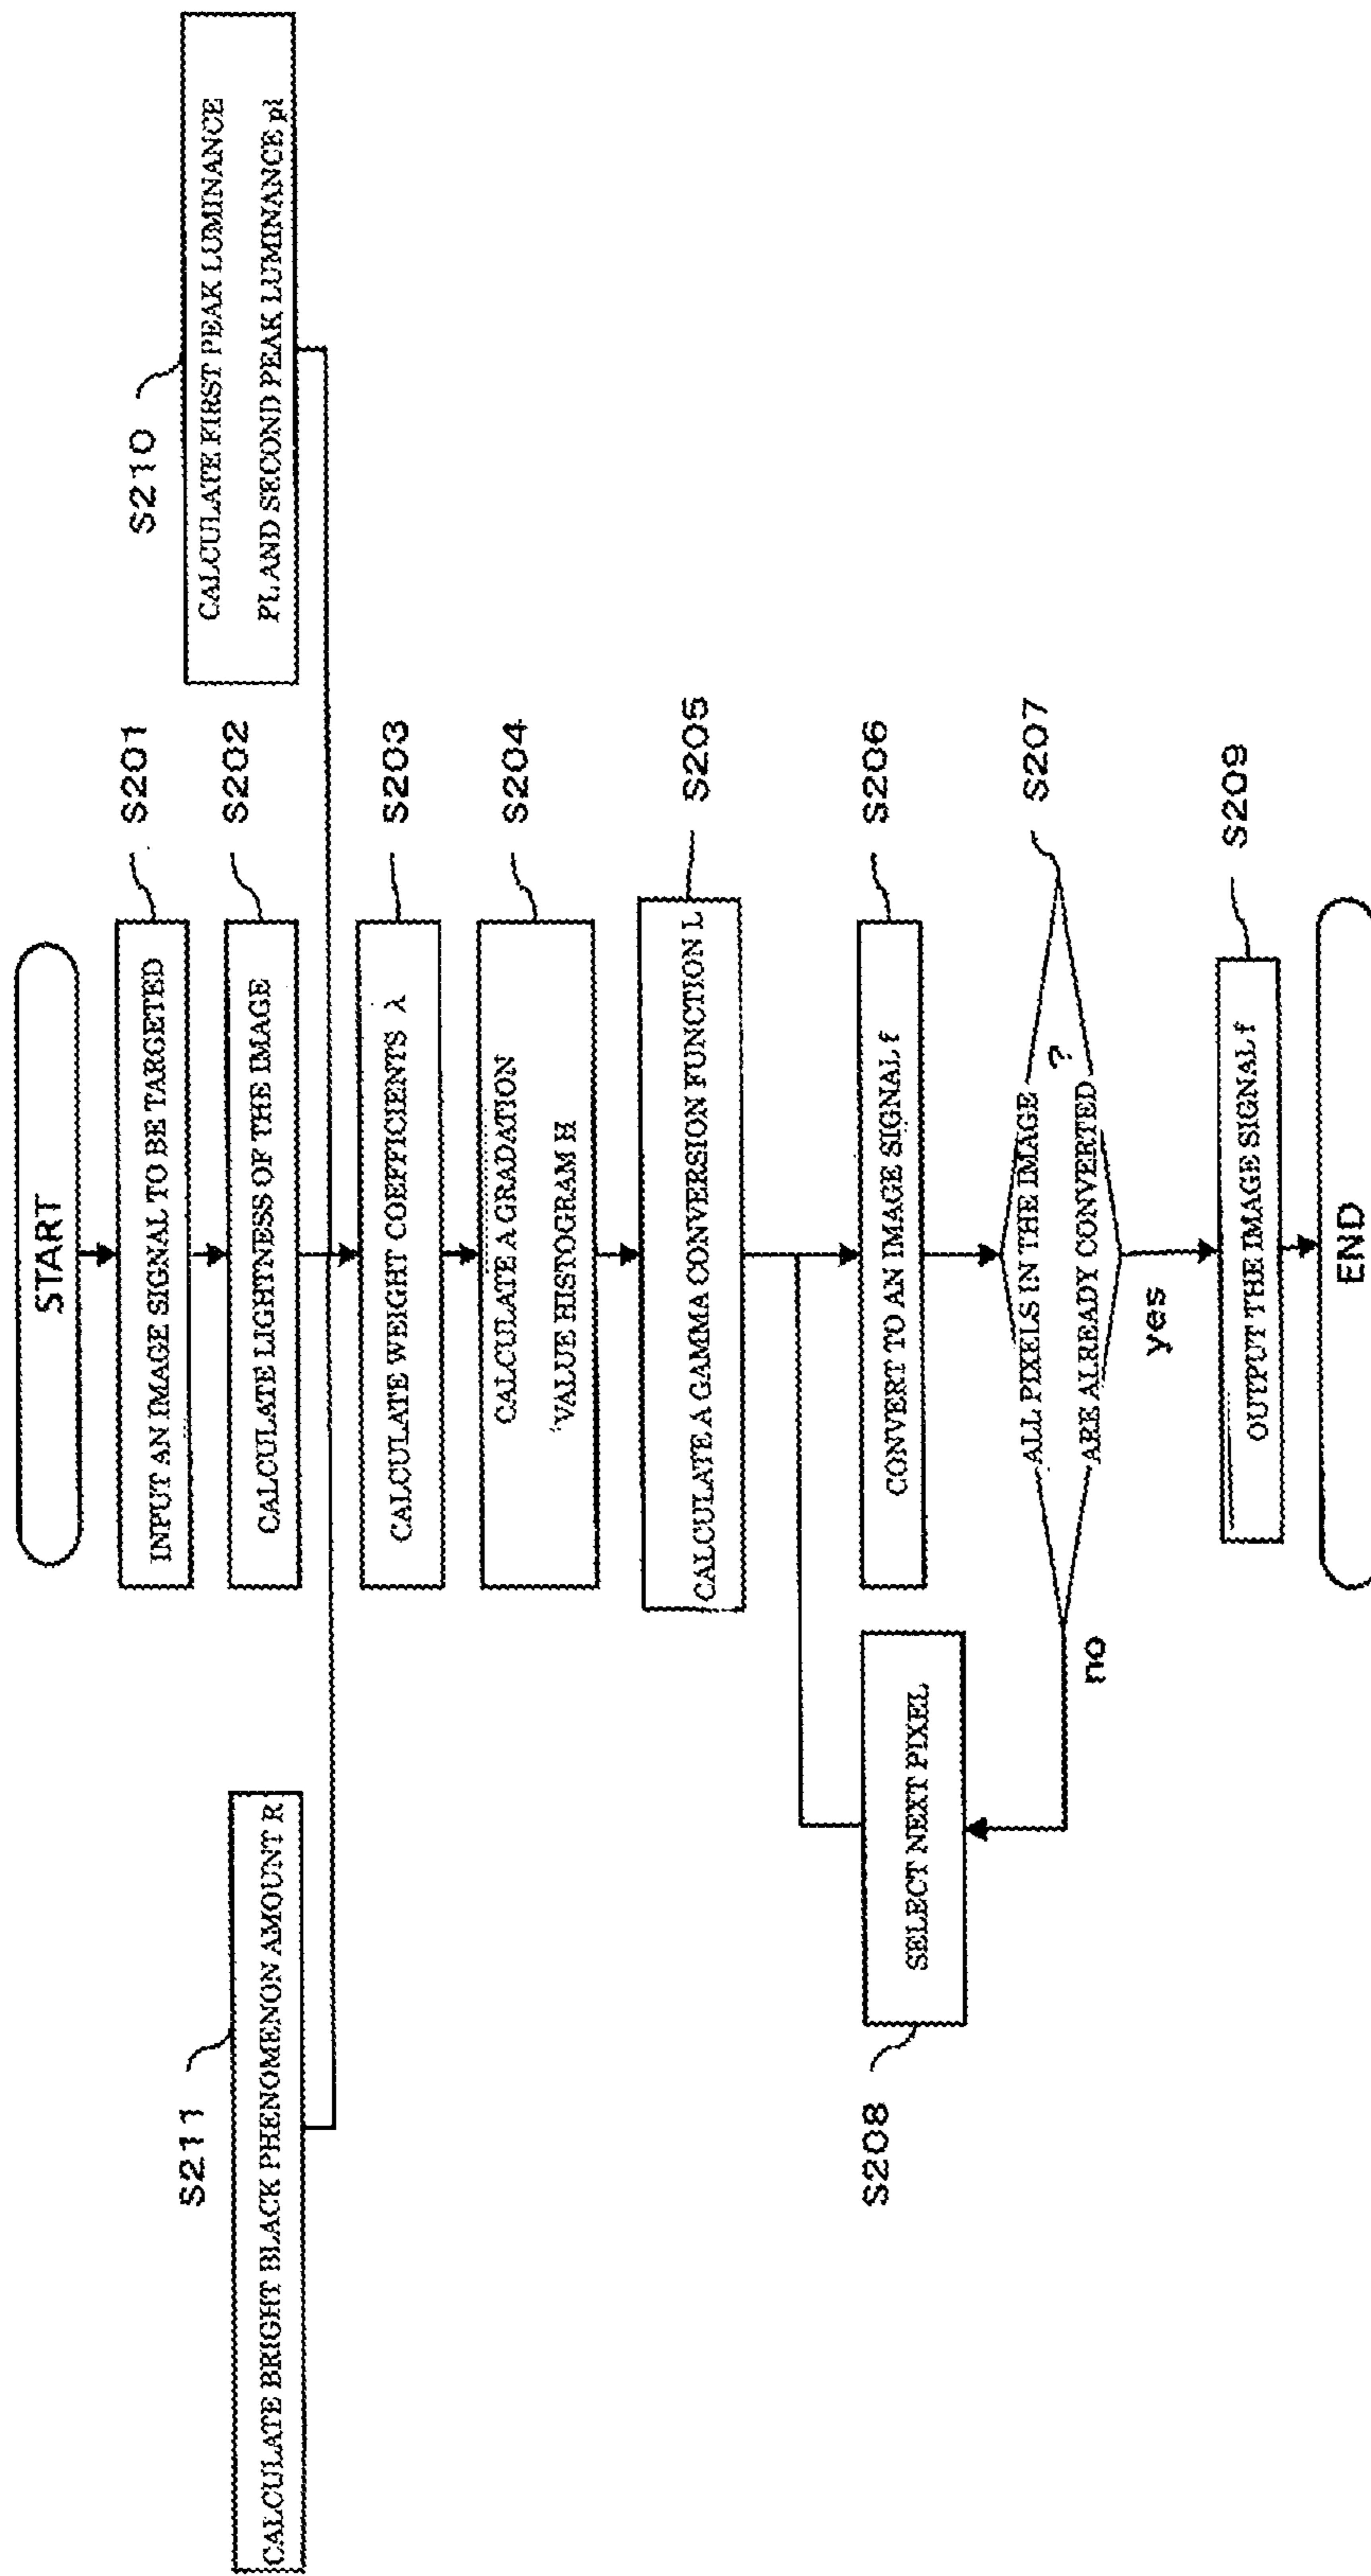 START
S201
INPUT AN IMAGE SIGNAL TO BE TARGETED
S202
CALCULATE LIGHTNESS OF THE IMAGE
S210
CALCULATE FIRST PEAK LUMINANCE
PL AND SECOND PEAK LUMINANCE pl
S211
CALCULATE BRIGHT BLACK PHENOMENON AMOUNT R
S203
CALCULATE WEIGHT COEFFICIENTS λ
S204
CALCULATE A GRADATION
VALUE HISTOGRAM H
S205
CALCULATE A GAMMA CONVERSION FUNCTION L
S206
CONVERT TO AN IMAGE SIGNAL f
S207
ALL PIXELS IN THE IMAGE
ARE ALREADY CONVERTED ?
no
S208
SELECT NEXT PIXEL
yes
S209
OUTPUT THE IMAGE SIGNAL f
END